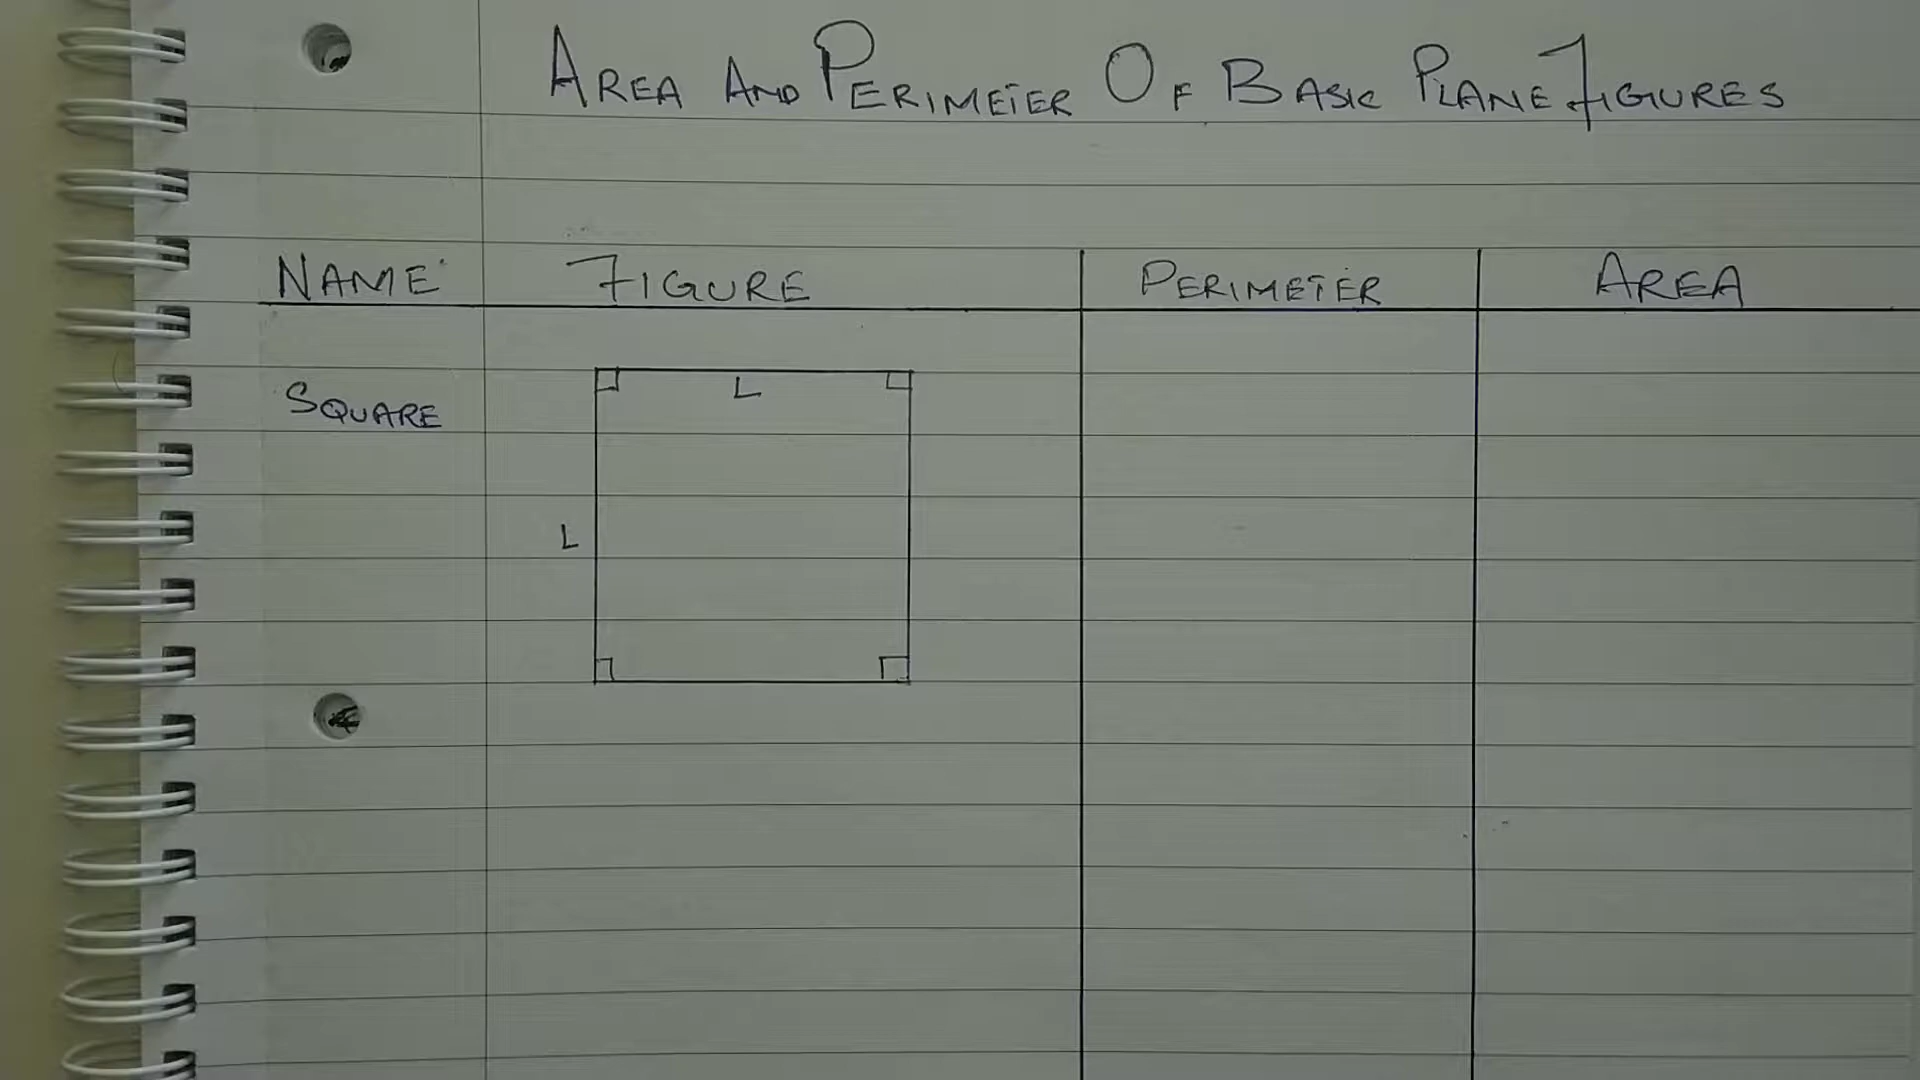 AREA AND PERIMETER OF BASIC PLANE FIGURES
NAME FIGURE PERIMETER AREA
SQUARE
L
L